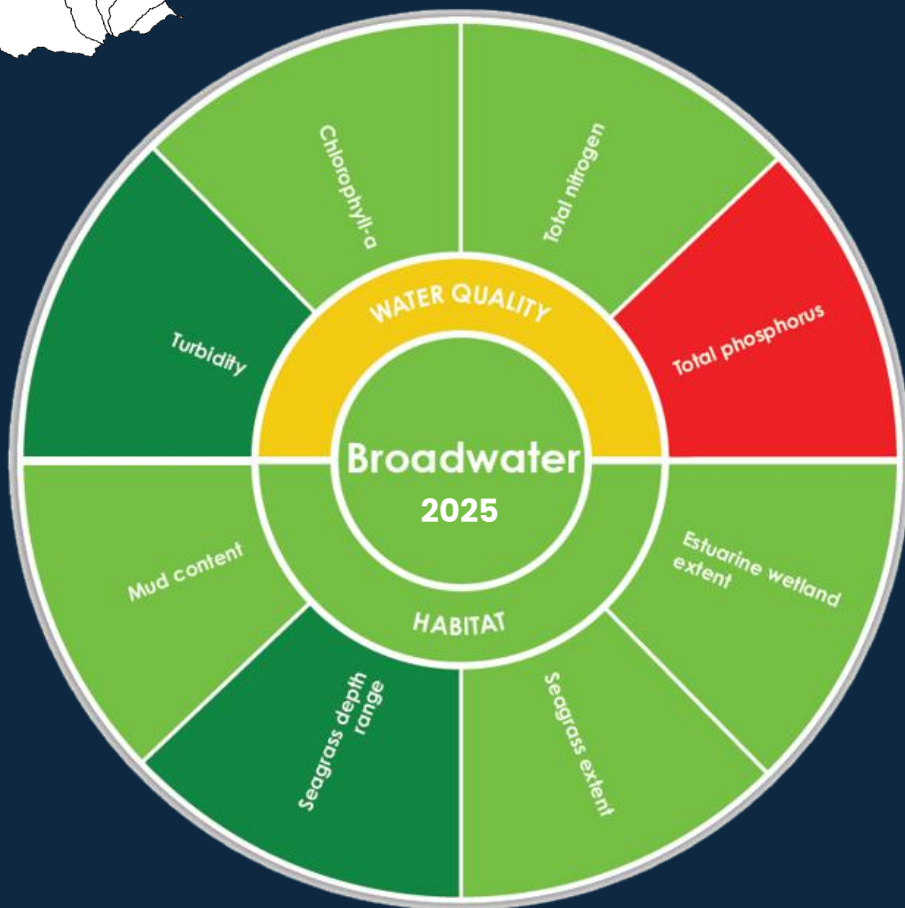 Chlorophyll-a
Total nitrogen
Turbidity
WATER QUALITY
Total phosphorus
Broadwater
2025
Mud content
HABITAT
Estuarine wetland
extent
Seagrass depth
range
Seagrass extent